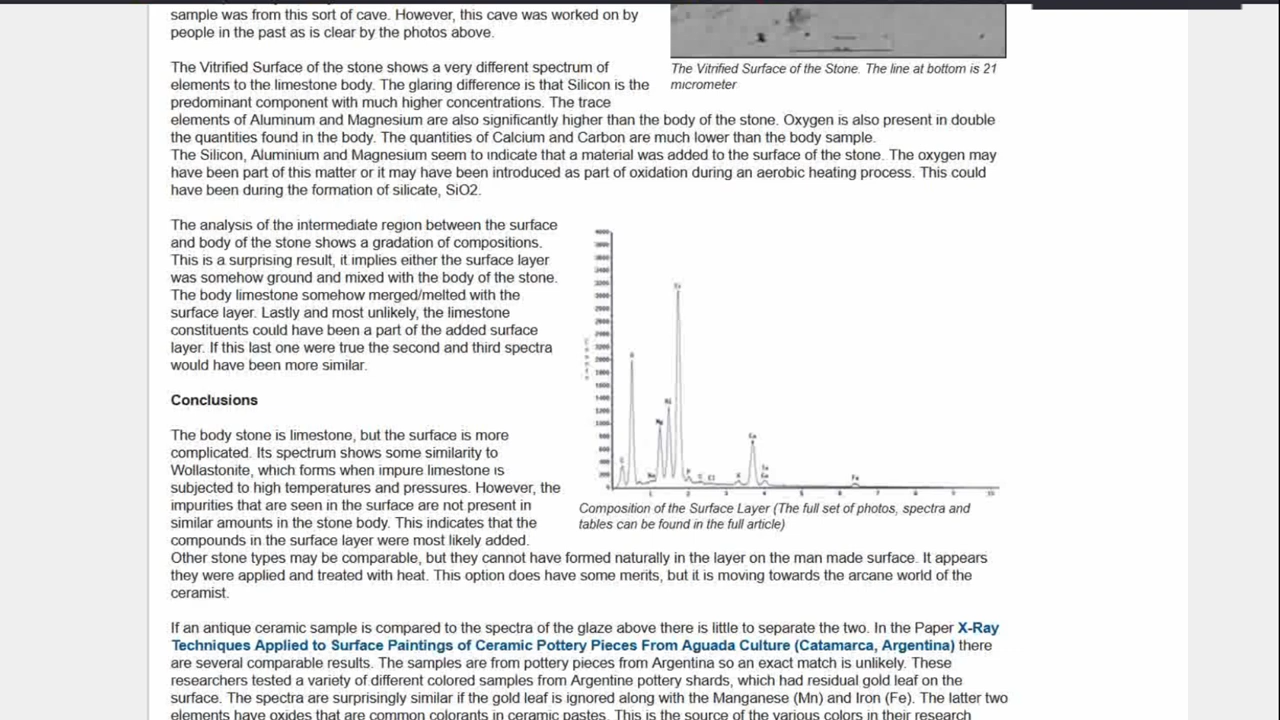 sample was from this sort of cave. However, this cave was worked on by
people in the past as is clear by the photos above.
The Vitrified Surface of the Stone. The line at bottom is 21
micrometer
The Vitrified Surface of the stone shows a very different spectrum of
elements to the limestone body. The glaring difference is that Silicon is the
predominant component with much higher concentrations. The trace
elements of Aluminum and Magnesium are also significantly higher than the body of the stone. Oxygen is also present in double
the quantities found in the body. The quantities of Calcium and Carbon are much lower than the body sample.
The Silicon, Aluminium and Magnesium seem to indicate that a material was added to the surface of the stone. The oxygen may
have been part of this matter or it may have been introduced as part of oxidation during an aerobic heating process. This could
have been during the formation of silicate, SiO2.
The analysis of the intermediate region between the surface
and body of the stone shows a gradation of compositions.
This is a surprising result, it implies either the surface layer
was somehow ground and mixed with the body of the stone.
The body limestone somehow merged/melted with the
surface layer. Lastly and most unlikely, the limestone
constituents could have been a part of the added surface
layer. If this last one were true the second and third spectra
would have been more similar.
Composition of the Surface Layer (The full set of photos, spectra and
tables can be found in the full article)
Conclusions
The body stone is limestone, but the surface is more
complicated. Its spectrum shows some similarity to
Wollastonite, which forms when impure limestone is
subjected to high temperatures and pressures. However, the
impurities that are seen in the surface are not present in
similar amounts in the stone body. This indicates that the
compounds in the surface layer were most likely added.
Other stone types may be comparable, but they cannot have formed naturally in the layer on the man made surface. It appears
they were applied and treated with heat. This option does have some merits, but it is moving towards the arcane world of the
ceramist.
If an antique ceramic sample is compared to the spectra of the glaze above there is little to separate the two. In the Paper X-Ray
Techniques Applied to Surface Paintings of Ceramic Pottery Pieces From Aguada Culture (Catamarca, Argentina) there
are several comparable results. The samples are from pottery pieces from Argentina so an exact match is unlikely. These
researchers tested a variety of different colored samples from Argentine pottery shards, which had residual gold leaf on the
surface. The spectra are surprisingly similar if the gold leaf is ignored along with the Manganese (Mn) and Iron (Fe). The latter two
elements have oxides that are common colorants in ceramic pastes. This is the source of the various colors in their research